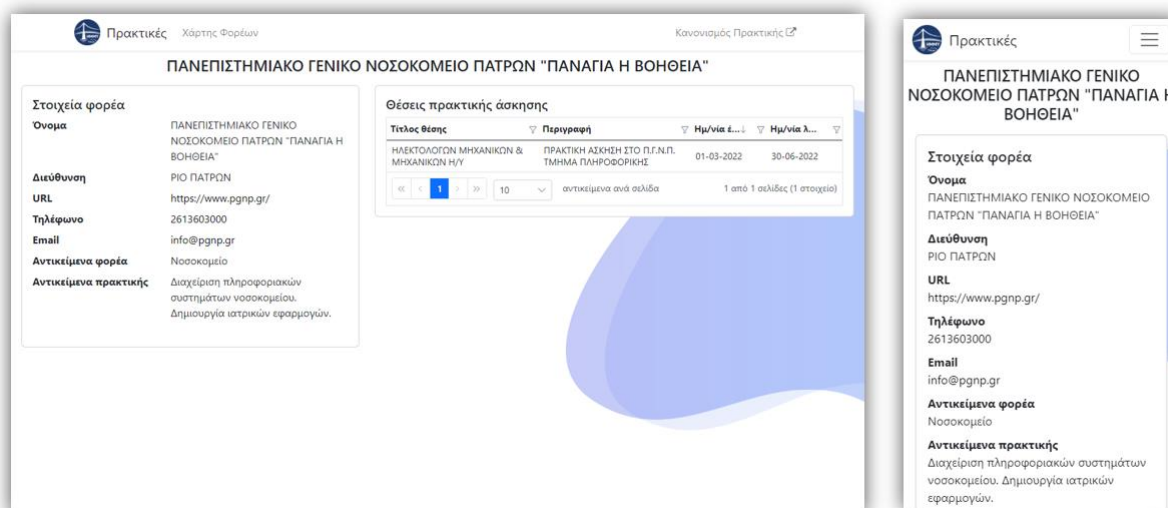 Πρακτικές Χάρτης Φορέων Κανονισμός Πρακτικής
ΠΑΝΕΠΙΣΤΗΜΙΑΚΟ ΓΕΝΙΚΟ ΝΟΣΟΚΟΜΕΙΟ ΠΑΤΡΩΝ "ΠΑΝΑΓΙΑ Η ΒΟΗΘΕΙΑ"
Στοιχεία φορέα
Όνομα ΠΑΝΕΠΙΣΤΗΜΙΑΚΟ ΓΕΝΙΚΟ
ΝΟΣΟΚΟΜΕΙΟ ΠΑΤΡΩΝ "ΠΑΝΑΓΙΑ Η
ΒΟΗΘΕΙΑ"
Διεύθυνση ΡΙΟ ΠΑΤΡΩΝ
URL https://www.pgnp.gr/
Τηλέφωνο 2613603000
Email info@pgnp.gr
Αντικείμενα φορέα Νοσοκομείο
Αντικείμενα πρακτικής Διαχείριση πληροφοριακών
συστημάτων νοσοκομείου.
Δημιουργία ιατρικών εφαρμογών.
Θέσεις πρακτικής άσκησης
Τίτλος θέσης Περιγραφή Ημ/νία έ...↓ Ημ/νία λ...
ΗΛΕΚΤΟΛΟΓΩΝ ΜΗΧΑΝΙΚΩΝ & ΠΡΑΚΤΙΚΗ ΑΣΚΗΣΗ ΣΤΟ Π.Γ.Ν.Π. 01-03-2022 30-06-2022
ΜΗΧΑΝΙΚΩΝ Η/Υ ΤΜΗΜΑ ΠΛΗΡΟΦΟΡΙΚΗΣ
« ‹ 1 › » 10 αντικείμενα ανά σελίδα 1 από 1 σελίδες (1 στοιχείο)
Πρακτικές
ΠΑΝΕΠΙΣΤΗΜΙΑΚΟ ΓΕΝΙΚΟ
ΝΟΣΟΚΟΜΕΙΟ ΠΑΤΡΩΝ "ΠΑΝΑΓΙΑ Η
ΒΟΗΘΕΙΑ"
Στοιχεία φορέα
Όνομα
ΠΑΝΕΠΙΣΤΗΜΙΑΚΟ ΓΕΝΙΚΟ ΝΟΣΟΚΟΜΕΙΟ
ΠΑΤΡΩΝ "ΠΑΝΑΓΙΑ Η ΒΟΗΘΕΙΑ"
Διεύθυνση
ΡΙΟ ΠΑΤΡΩΝ
URL
https://www.pgnp.gr/
Τηλέφωνο
2613603000
Email
info@pgnp.gr
Αντικείμενα φορέα
Νοσοκομείο
Αντικείμενα πρακτικής
Διαχείριση πληροφοριακών συστημάτων
νοσοκομείου. Δημιουργία ιατρικών
εφαρμογών.